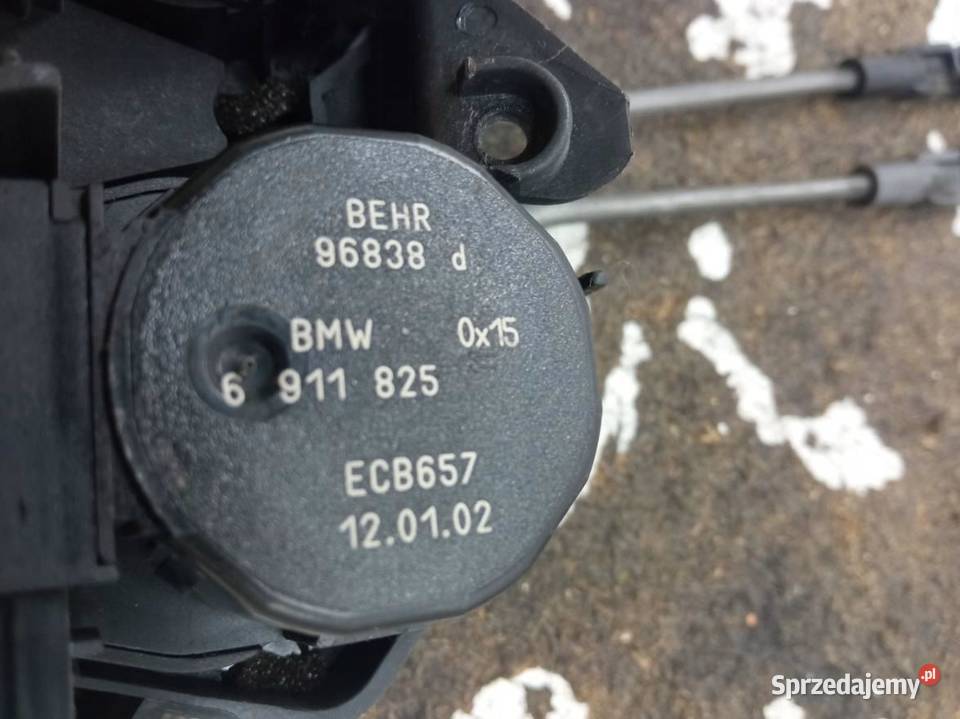 BEHR
96838 d
BMW 0x15
6 911 825
ECB657
12.01.02
Sprzedajemy.pl